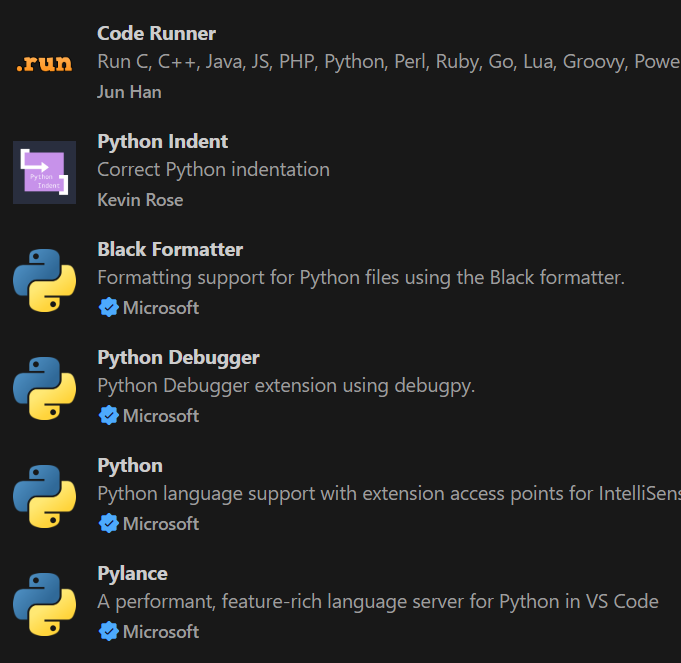 Code Runner
.run
Run C, C++, Java, JS, PHP, Python, Perl, Ruby, Go, Lua, Groovy, Powe
Jun Han
Python Indent
Correct Python indentation
Python
Indent
Kevin Rose
Black Formatter
Formatting support for Python files using the Black formatter.
Microsoft
Python Debugger
Python Debugger extension using debugpy.
Microsoft
Python
Python language support with extension access points for IntelliSens
Microsoft
Pylance
A performant, feature-rich language server for Python in VS Code
Microsoft